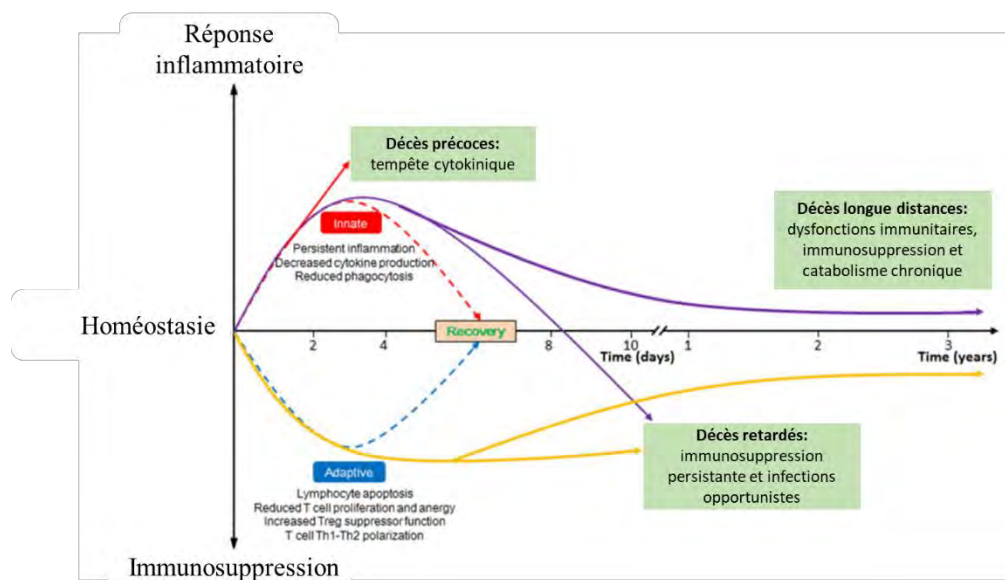 Réponse
inflammatoire
Décès précoces:
tempête cytokinique
Innate
Persistent inflammation
Decreased cytokine production
Reduced phagocytosis
Décès longue distances:
dysfonctions immunitaires,
immunosuppression et
catabolisme chronique
Homéostasie
Recovery
2 4 8 10 1 2 3
Time (days) Time (years)
Décès retardés:
immunosuppression
persistante et infections
opportunistes
Adaptive
Lymphocyte apoptosis
Reduced T cell proliferation and anergy
Increased Treg suppressor function
T cell Th1-Th2 polarization
Immunosuppression